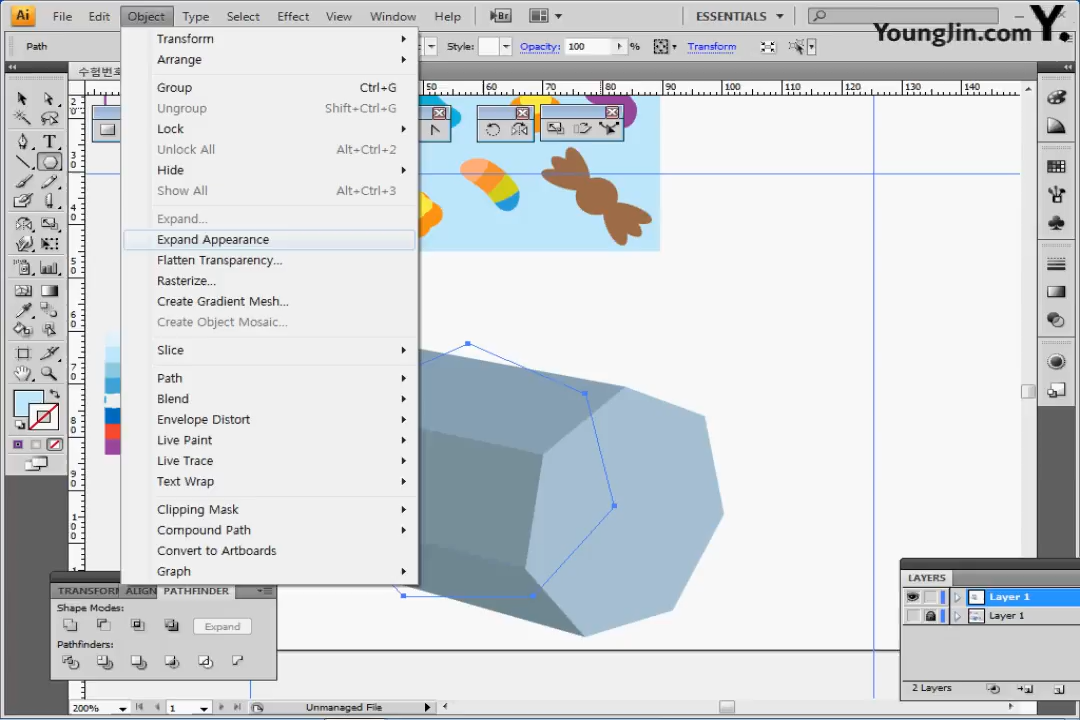 Ai File Edit Object Type Select Effect View Window Help Br ESSENTIALS
YoungJin.com Y.
Path Style: Opacity: 100 % Transform
수험번호
50 60 70 80 90 100 110 120 130 140
Transform
Arrange
Group Ctrl+G
Ungroup Shift+Ctrl+G
Lock
Unlock All Alt+Ctrl+2
Hide
Show All Alt+Ctrl+3
Expand...
Expand Appearance
Flatten Transparency...
Rasterize...
Create Gradient Mesh...
Create Object Mosaic...
Slice
Path
Blend
Envelope Distort
Live Paint
Live Trace
Text Wrap
Clipping Mask
Compound Path
Convert to Artboards
Graph
TRANSFORM ALIGN PATHFINDER
Shape Modes:
Expand
Pathfinders:
LAYERS
Layer 1
Layer 1
2 Layers
200% 1 Unmanaged File